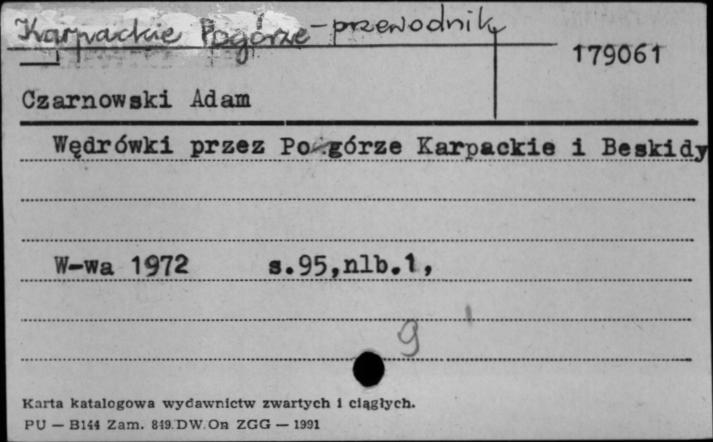 Karpackie Pogórze - przewodnik
179061
Czarnowski Adam
Wędrówki przez Pogórze Karpackie i Beskidy
W-wa 1972 s.95,nlb.1,
9
Karta katalogowa wydawnictw zwartych i ciągłych.
PU — B144 Zam. 819.DW.On ZGG — 1991